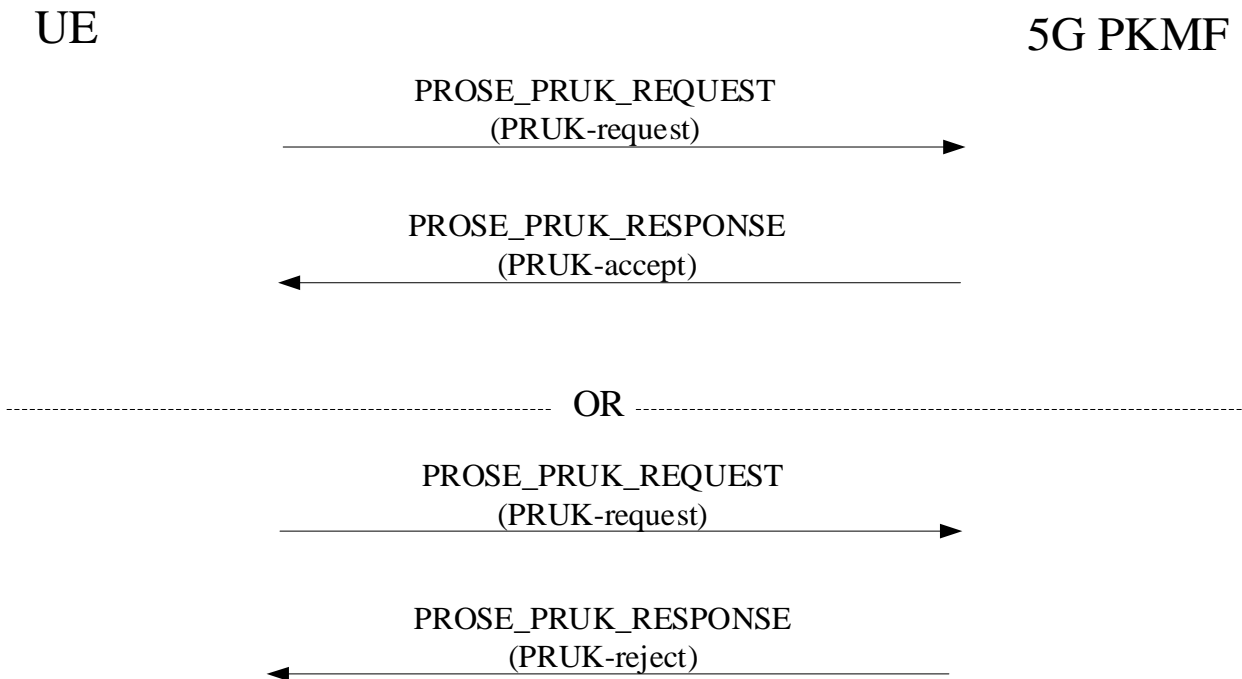 UE
5G PKMF
PROSE_PRUK_REQUEST
(PRUK-request)
PROSE_PRUK_RESPONSE
(PRUK-accept)
OR
PROSE_PRUK_REQUEST
(PRUK-request)
PROSE_PRUK_RESPONSE
(PRUK-reject)